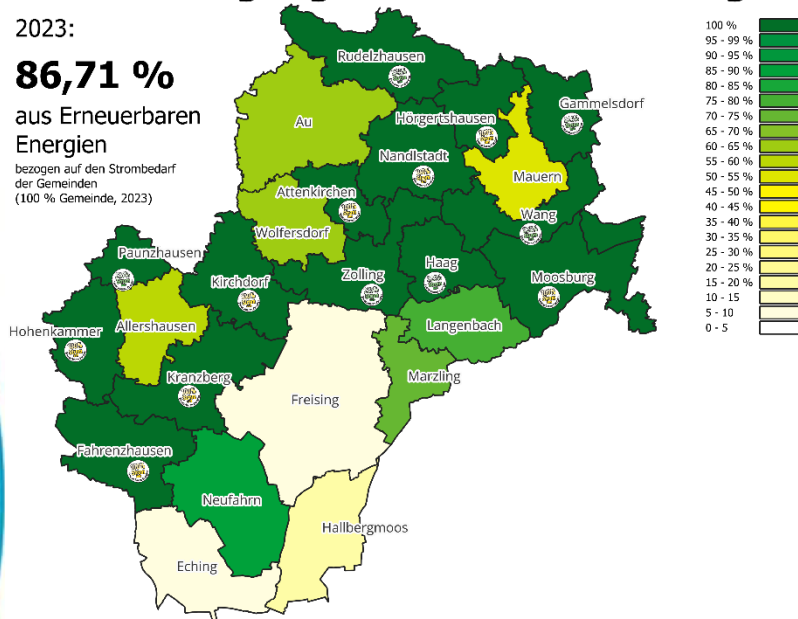 2023:
86,71 %
aus Erneuerbaren
Energien
bezogen auf den Strombedarf
der Gemeinden
(100 % Gemeinde, 2023)
Rudelzhausen
Gammelsdorf
Au
Hörgertshausen
Nandlstadt
Mauern
Attenkirchen
Wang
Wolfersdorf
Paunzhausen
Kirchdorf
Zolling
Haag
Moosburg
Hohenkammer
Allershausen
Langenbach
Kranzberg
Marzling
Freising
Fahrenzhausen
Neufahrn
Hallbergmoos
Eching
100 %
95 - 99 %
90 - 95 %
85 - 90 %
80 - 85 %
75 - 80 %
70 - 75 %
65 - 70 %
60 - 65 %
55 - 60 %
50 - 55 %
45 - 50 %
40 - 45 %
35 - 40 %
30 - 35 %
25 - 30 %
20 - 25 %
15 - 20 %
10 - 15
5 - 10
0 - 5